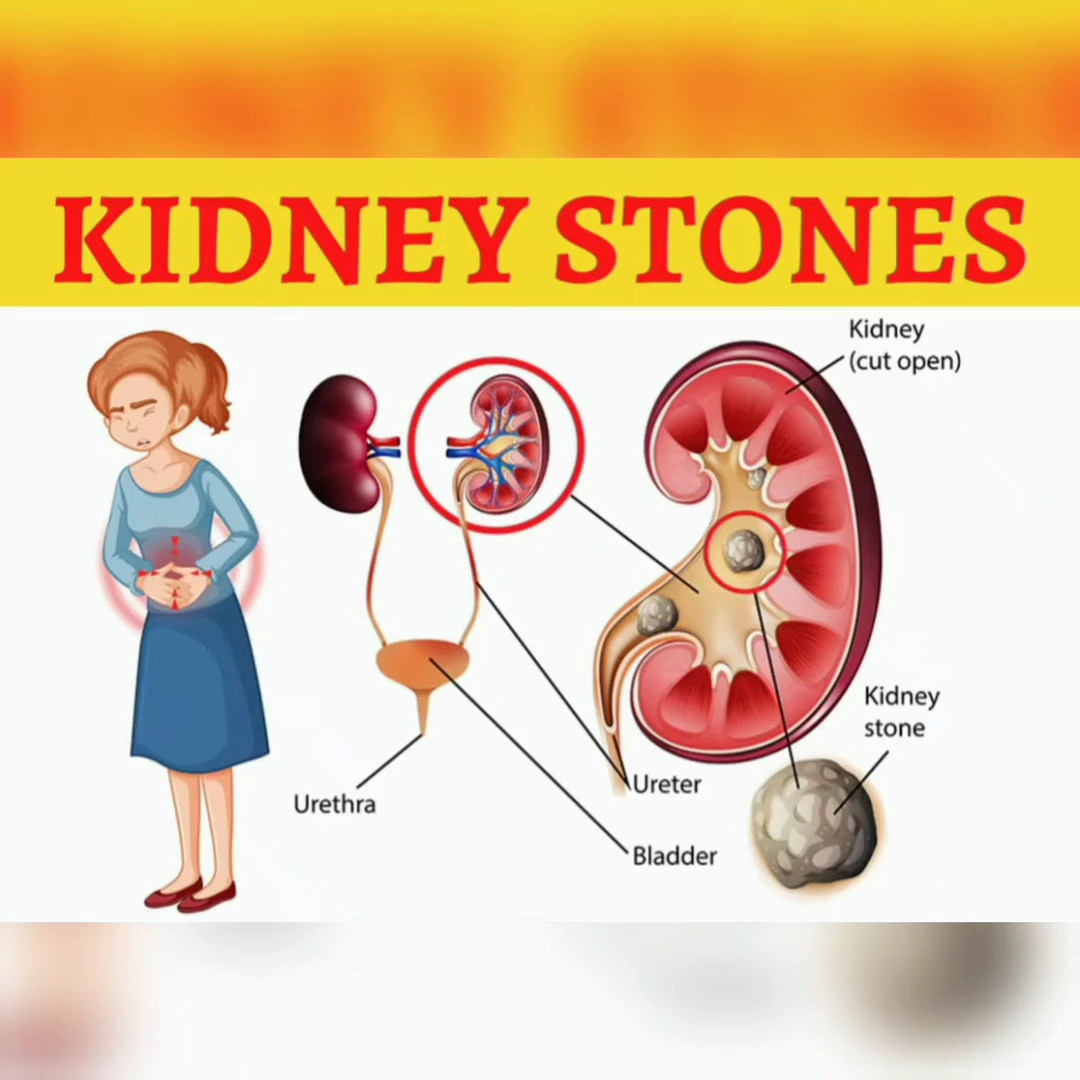 KIDNEY STONES
Kidney
(cut open)
Kidney
stone
Ureter
Urethra
Bladder